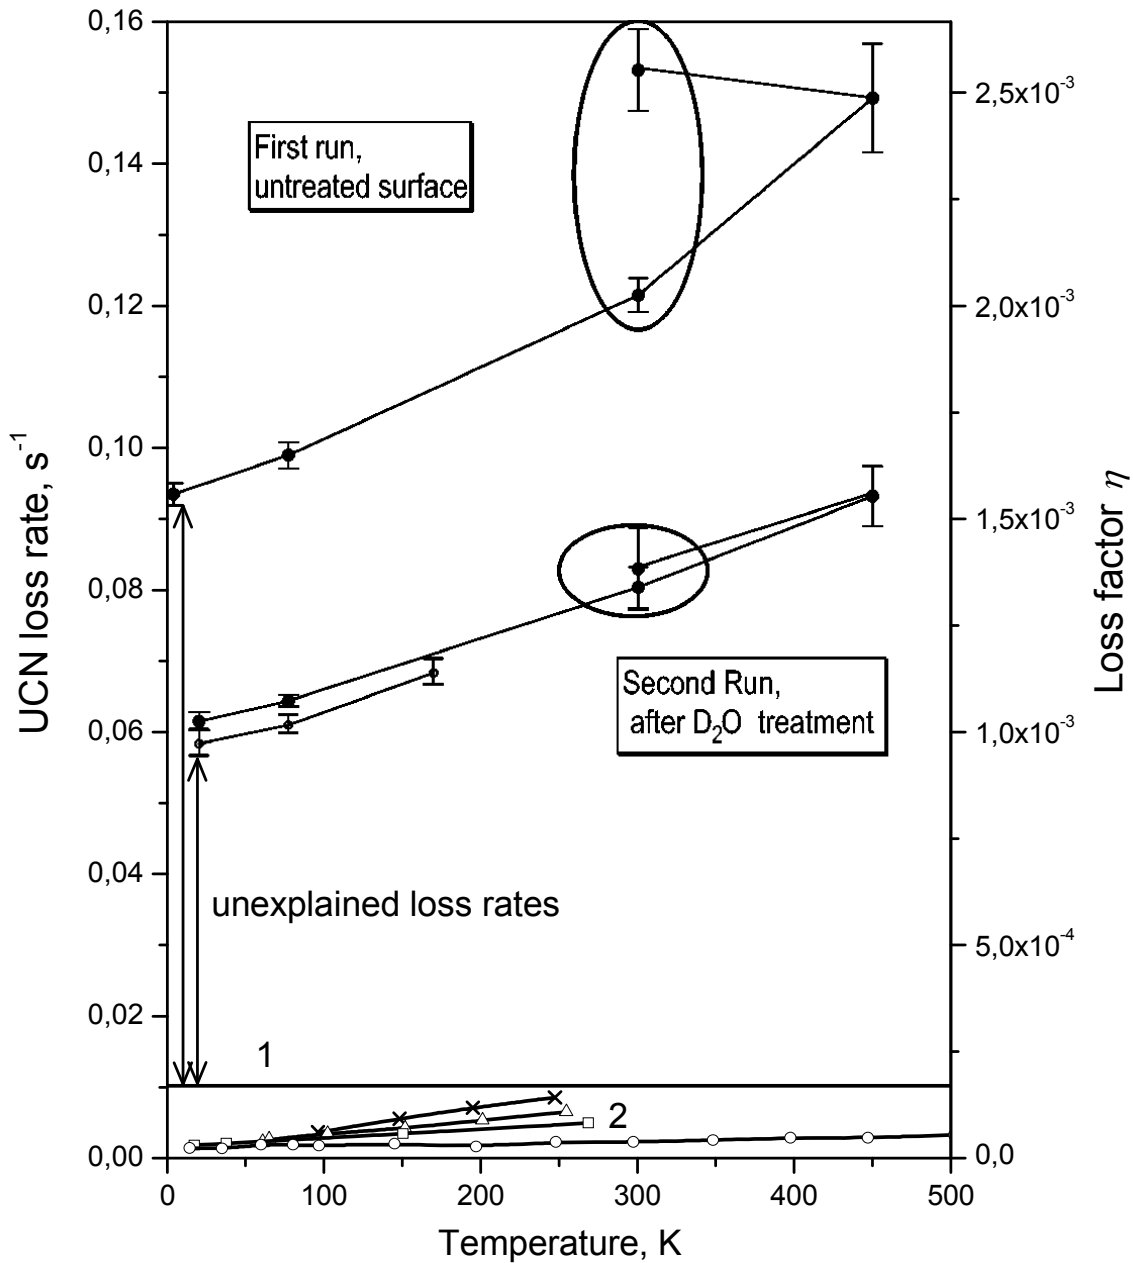 0,16
0,14
0,12
0,10
0,08
0,06
0,04
0,02
0,00
UCN loss rate, s⁻¹
First run,
untreated surface
Second Run,
after D₂O treatment
unexplained loss rates
1
2
2,5x10⁻³
2,0x10⁻³
1,5x10⁻³
1,0x10⁻³
5,0x10⁻⁴
0,0
Loss factor η
0 100 200 300 400 500
Temperature, K